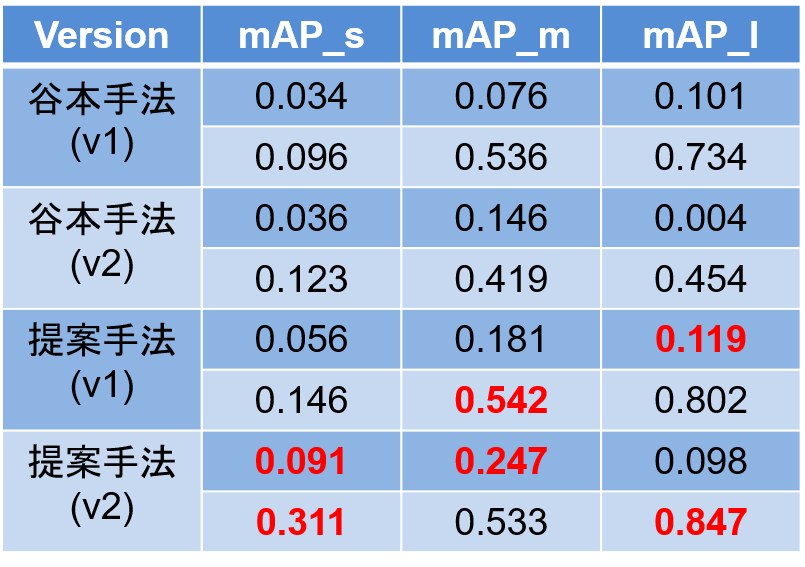 Version mAP_s mAP_m mAP_l
谷本手法 0.034 0.076 0.101
(v1) 0.096 0.536 0.734
谷本手法 0.036 0.146 0.004
(v2) 0.123 0.419 0.454
提案手法 0.056 0.181 0.119
(v1) 0.146 0.542 0.802
提案手法 0.091 0.247 0.098
(v2) 0.311 0.533 0.847